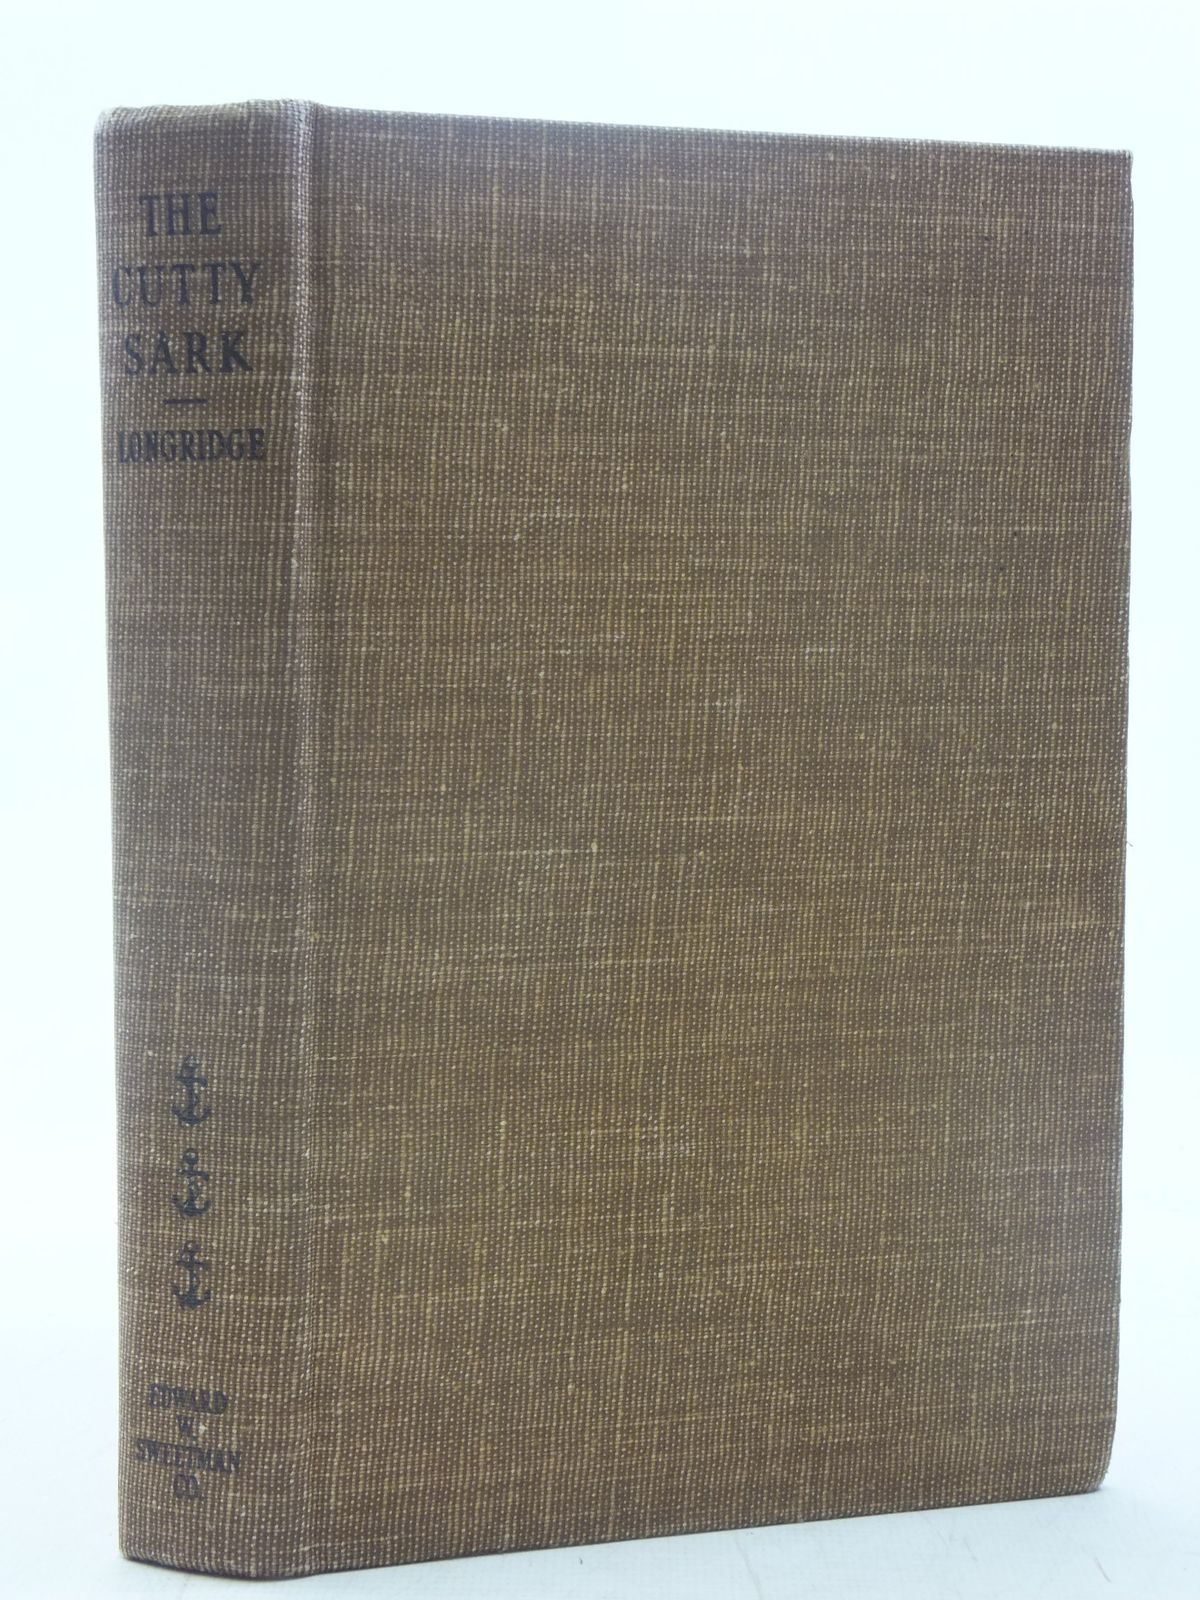 THE
CUTTY
SARK
—
LONGRIDGE
EDWARD
W.
SWEETMAN
CO.